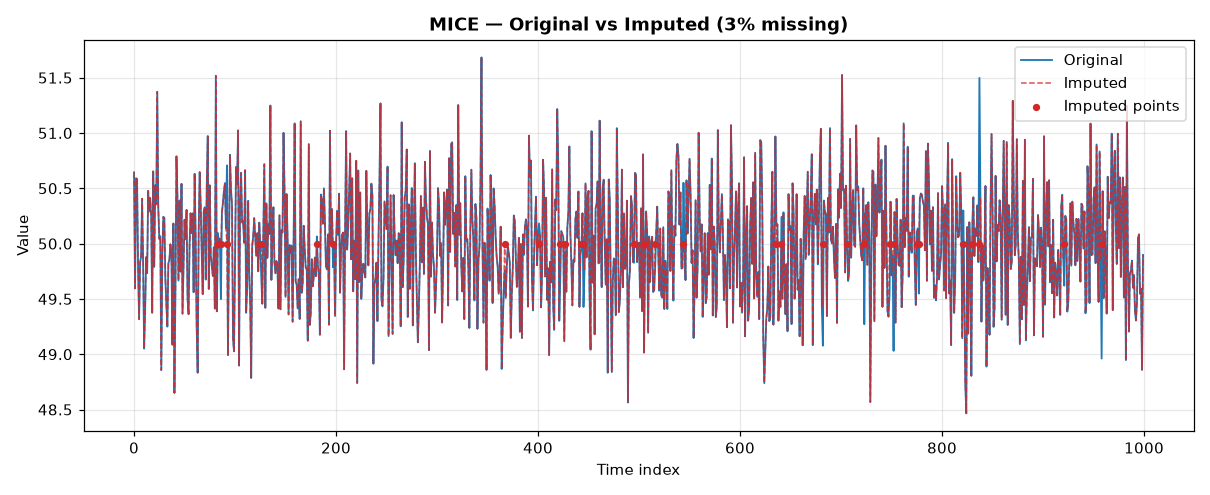 MICE — Original vs Imputed (3% missing)
Original
Imputed
Imputed points
Value
51.5
51.0
50.5
50.0
49.5
49.0
48.5
0
200
400
600
800
1000
Time index